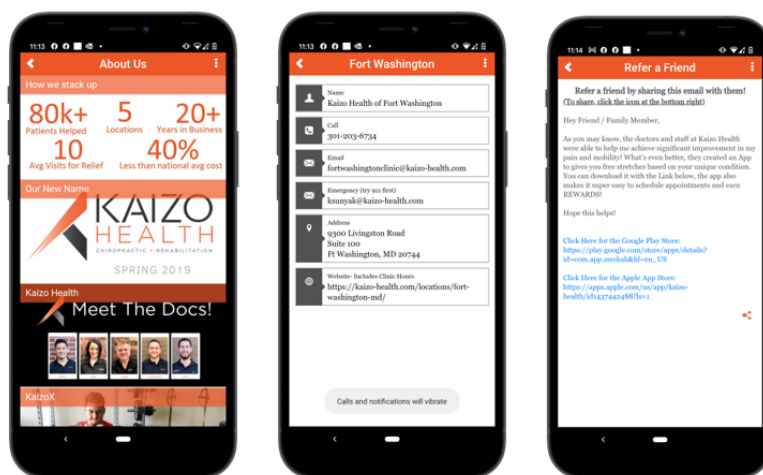 11:13
About Us
How we stack up
80k+ 5 20+
Patients Helped Locations Years in Business
10 40%
Avg Visits for Relief Less than national avg cost
Our New Name
KAIZO
HEALTH
CHIROPRACTIC • REHABILITATION
SPRING 2019
Kaizo Health
Meet The Docs!
KaizoX
11:13
Fort Washington
Name
Kaizo Health of Fort Washington
Call
301-203-6734
Email
fortwashingtonclinic@kaizo-health.com
Emergency (try 911 first)
ksunyak@kaizo-health.com
Address
9300 Livingston Road
Suite 100
Ft Washington, MD 20744
Website- Includes Clinic Hours
https://kaizo-health.com/locations/fort-
washington-md/
Calls and notifications will vibrate
11:14
Refer a Friend
Refer a friend by sharing this email with them!
(To share, click the icon at the bottom right)
Hey Friend / Family Member,
As you may know, the doctors and staff at Kaizo Health
were able to help me achieve significant improvement in my
pain and mobility! What's even better, they created an App
to gives you free stretches based on your unique condition.
You can download it with the Link below, the app also
makes it super easy to schedule appointments and earn
REWARDS!
Hope this helps!
Click Here for the Google Play Store:
https://play.google.com/store/apps/details?
id=com.app.ssrehab&hl=en_US
Click Here for the Apple App Store:
https://apps.apple.com/us/app/kaizo-
health/id1437442488?ls=1